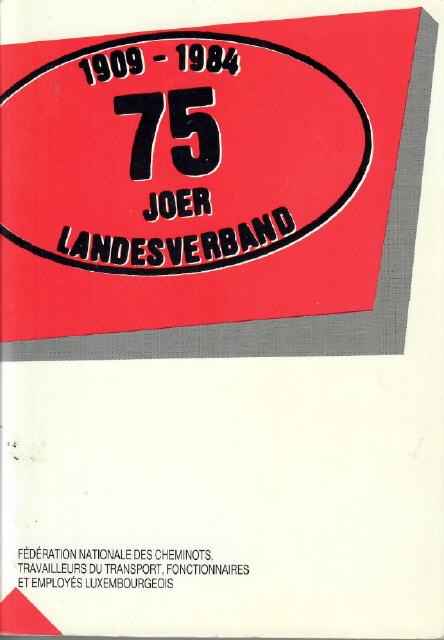 1909 - 1984
75
JOER
LANDESVERBAND
FÉDÉRATION NATIONALE DES CHEMINOTS,
TRAVAILLEURS DU TRANSPORT, FONCTIONNAIRES
ET EMPLOYÉS LUXEMBOURGEOIS